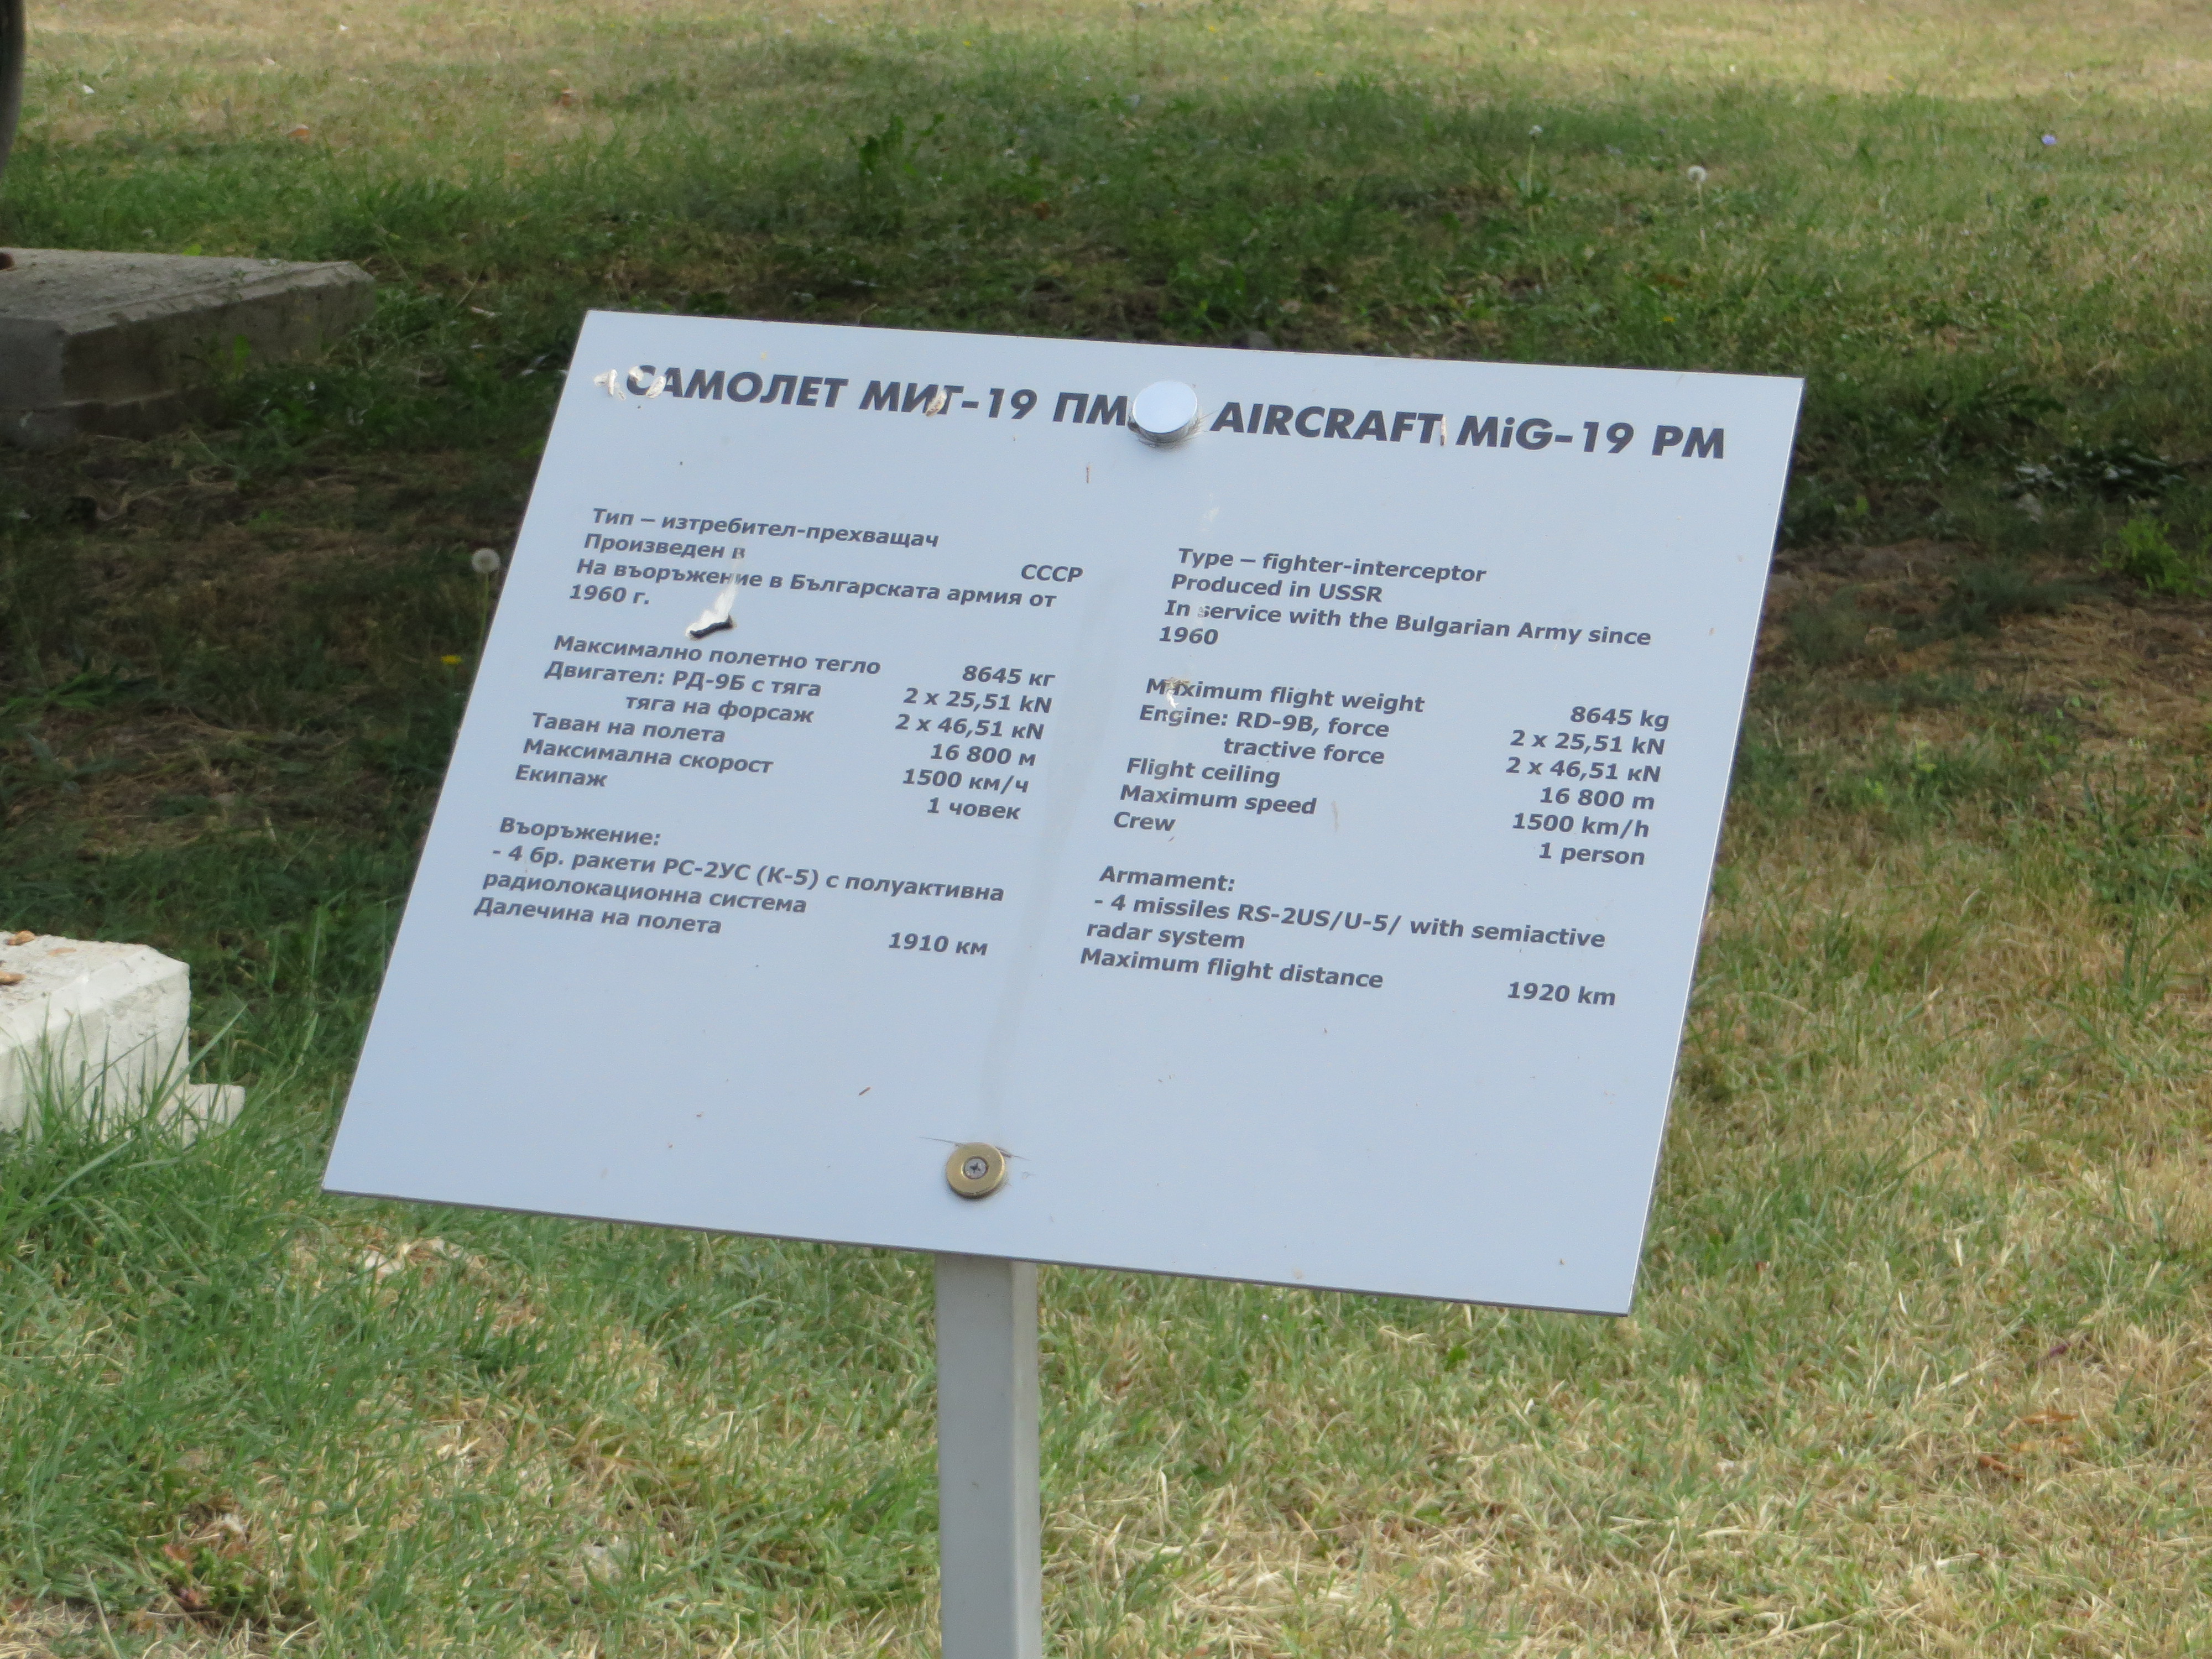 САМОЛЕТ МИГ-19 ПМ
Тип – изтребител-прехващач
Произведен в СССР
На въоръжение в Българската армия от
1960 г.
Максимално полетно тегло 8645 кг
Двигател: РД-9Б с тяга 2 x 25,51 kN
тяга на форсаж 2 x 46,51 кN
Таван на полета 16 800 м
Максимална скорост 1500 км/ч
Екипаж 1 човек
Въоръжение:
- 4 бр. ракети РС-2УС (К-5) с полуактивна
радиолокационна система
Далечина на полета 1910 км
AIRCRAFT MiG-19 PM
Type – fighter-interceptor
Produced in USSR
In service with the Bulgarian Army since
1960
Maximum flight weight 8645 kg
Engine: RD-9B, force 2 x 25,51 kN
tractive force 2 x 46,51 кN
Flight ceiling 16 800 m
Maximum speed 1500 km/h
Crew 1 person
Armament:
- 4 missiles RS-2US/U-5/ with semiactive
radar system
Maximum flight distance 1920 km